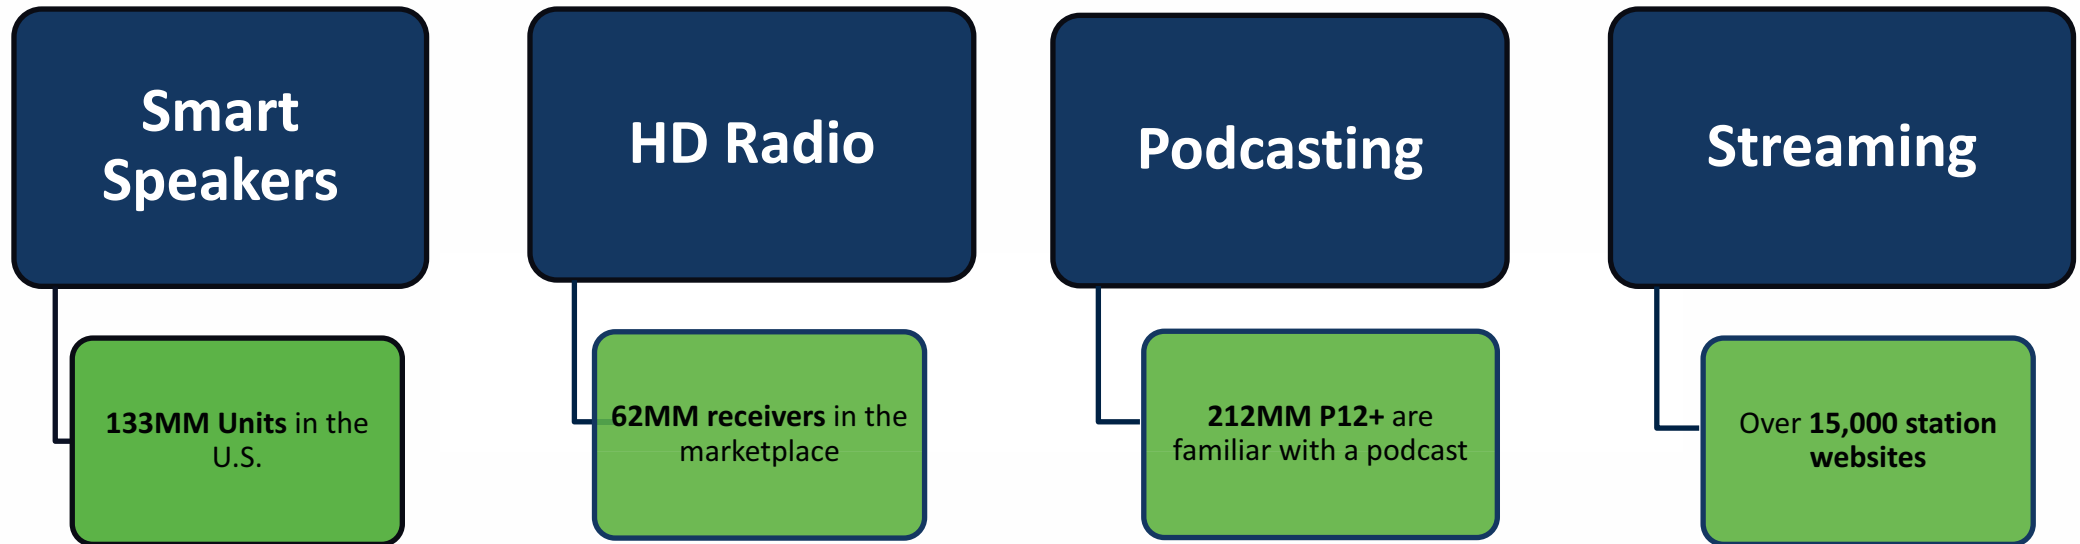 Smart
Speakers
133MM Units in the
U.S.
HD Radio
62MM receivers in the
marketplace
Podcasting
212MM P12+ are
familiar with a podcast
Streaming
Over 15,000 station
websites